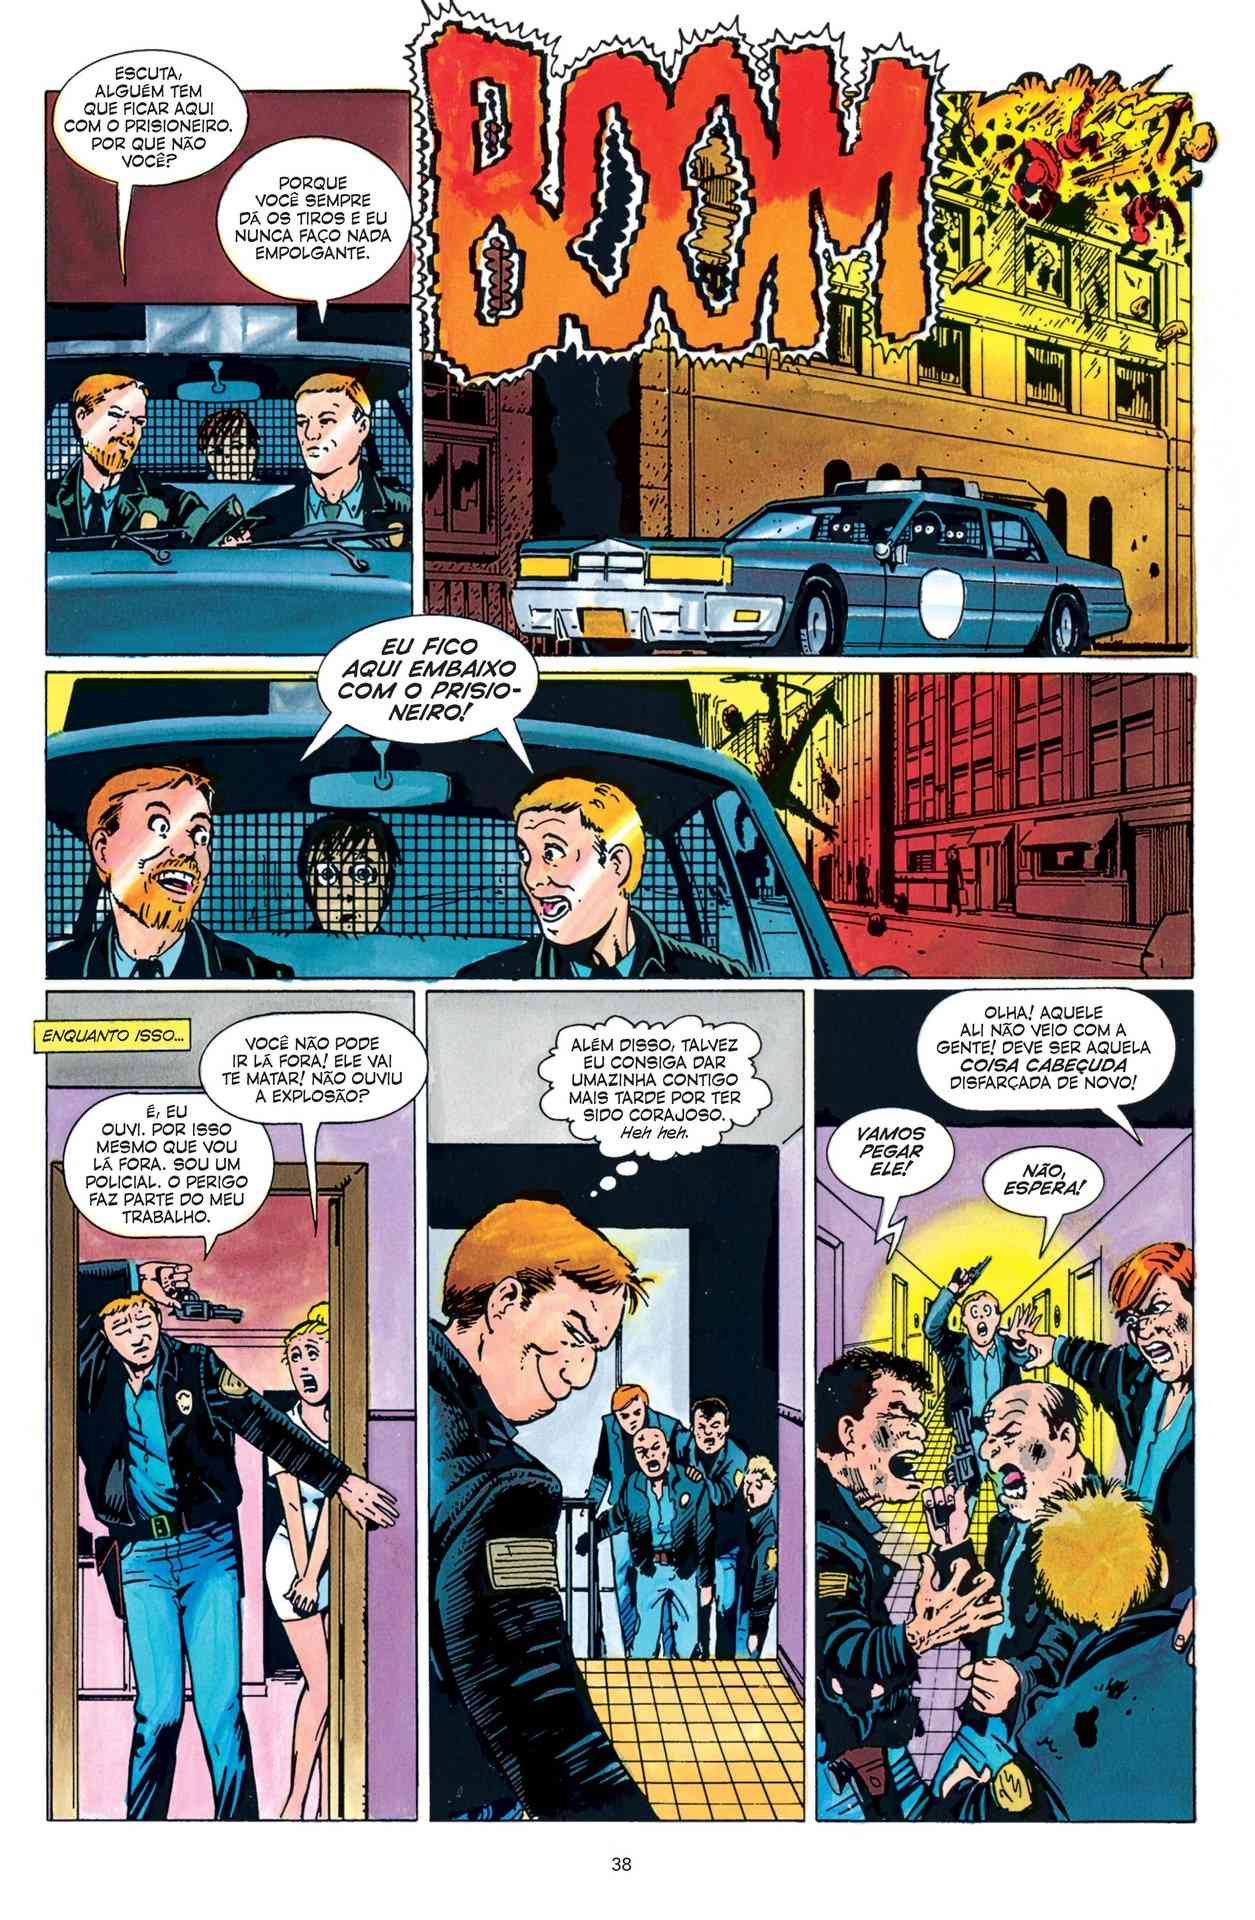 ESCUTA,
ALGUÉM TEM
QUE FICAR AQUI
COM O PRISIONEIRO.
POR QUE NÃO
VOCÊ?
PORQUE
VOCÊ SEMPRE
DÁ OS TIROS E EU
NUNCA FAÇO NADA
EMPOLGANTE.
BOOM
EU FICO
AQUI EMBAIXO
COM O PRISIO-
NEIRO!
ENQUANTO ISSO...
VOCÊ NÃO PODE
IR LÁ FORA! ELE VAI
TE MATAR! NÃO OUVIU
A EXPLOSÃO?
É, EU
OUVI. POR ISSO
MESMO QUE VOU
LÁ FORA. SOU UM
POLICIAL. O PERIGO
FAZ PARTE DO MEU
TRABALHO.
ALÉM DISSO, TALVEZ
EU CONSIGA DAR
UMAZINHA CONTIGO
MAIS TARDE POR TER
SIDO CORAJOSO.
Heh heh.
OLHA! AQUELE
ALI NÃO VEIO COM A
GENTE! DEVE SER AQUELA
COISA CABEÇUDA
DISFARÇADA DE NOVO!
VAMOS
PEGAR
ELE!
NÃO,
ESPERA!
38